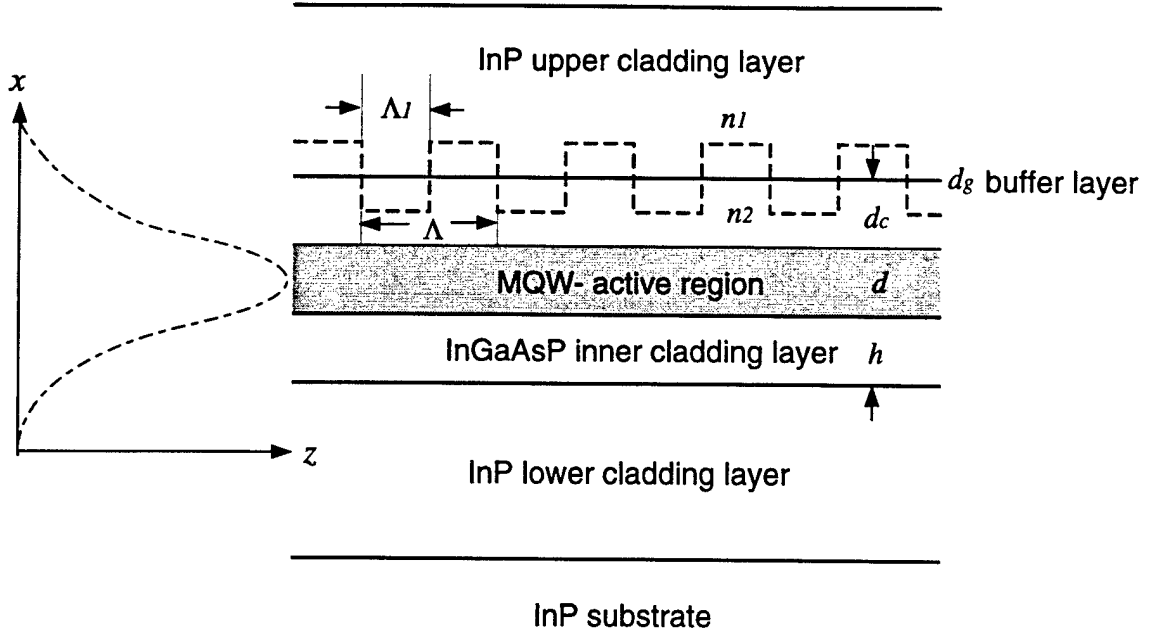 InP upper cladding layer
x
Λ1
n1
dg buffer layer
n2
dc
Λ
MQW- active region
d
InGaAsP inner cladding layer
h
z
InP lower cladding layer
InP substrate